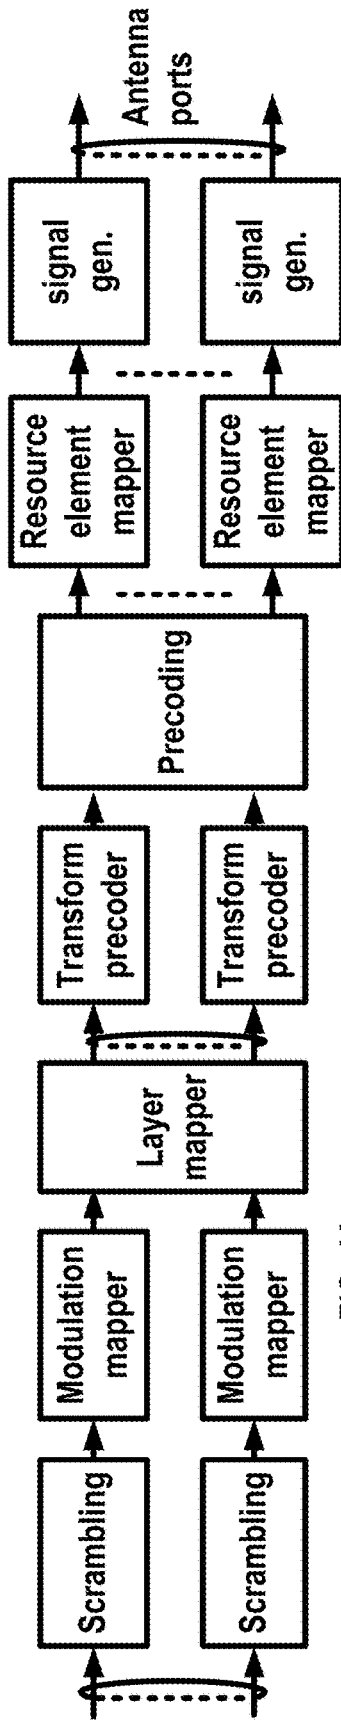 Scrambling
Modulation
mapper
Layer
mapper
Transform
precoder
Precoding
Resource
element
mapper
signal
gen.
Antenna
ports
Scrambling
Modulation
mapper
Transform
precoder
Resource
element
mapper
signal
gen.